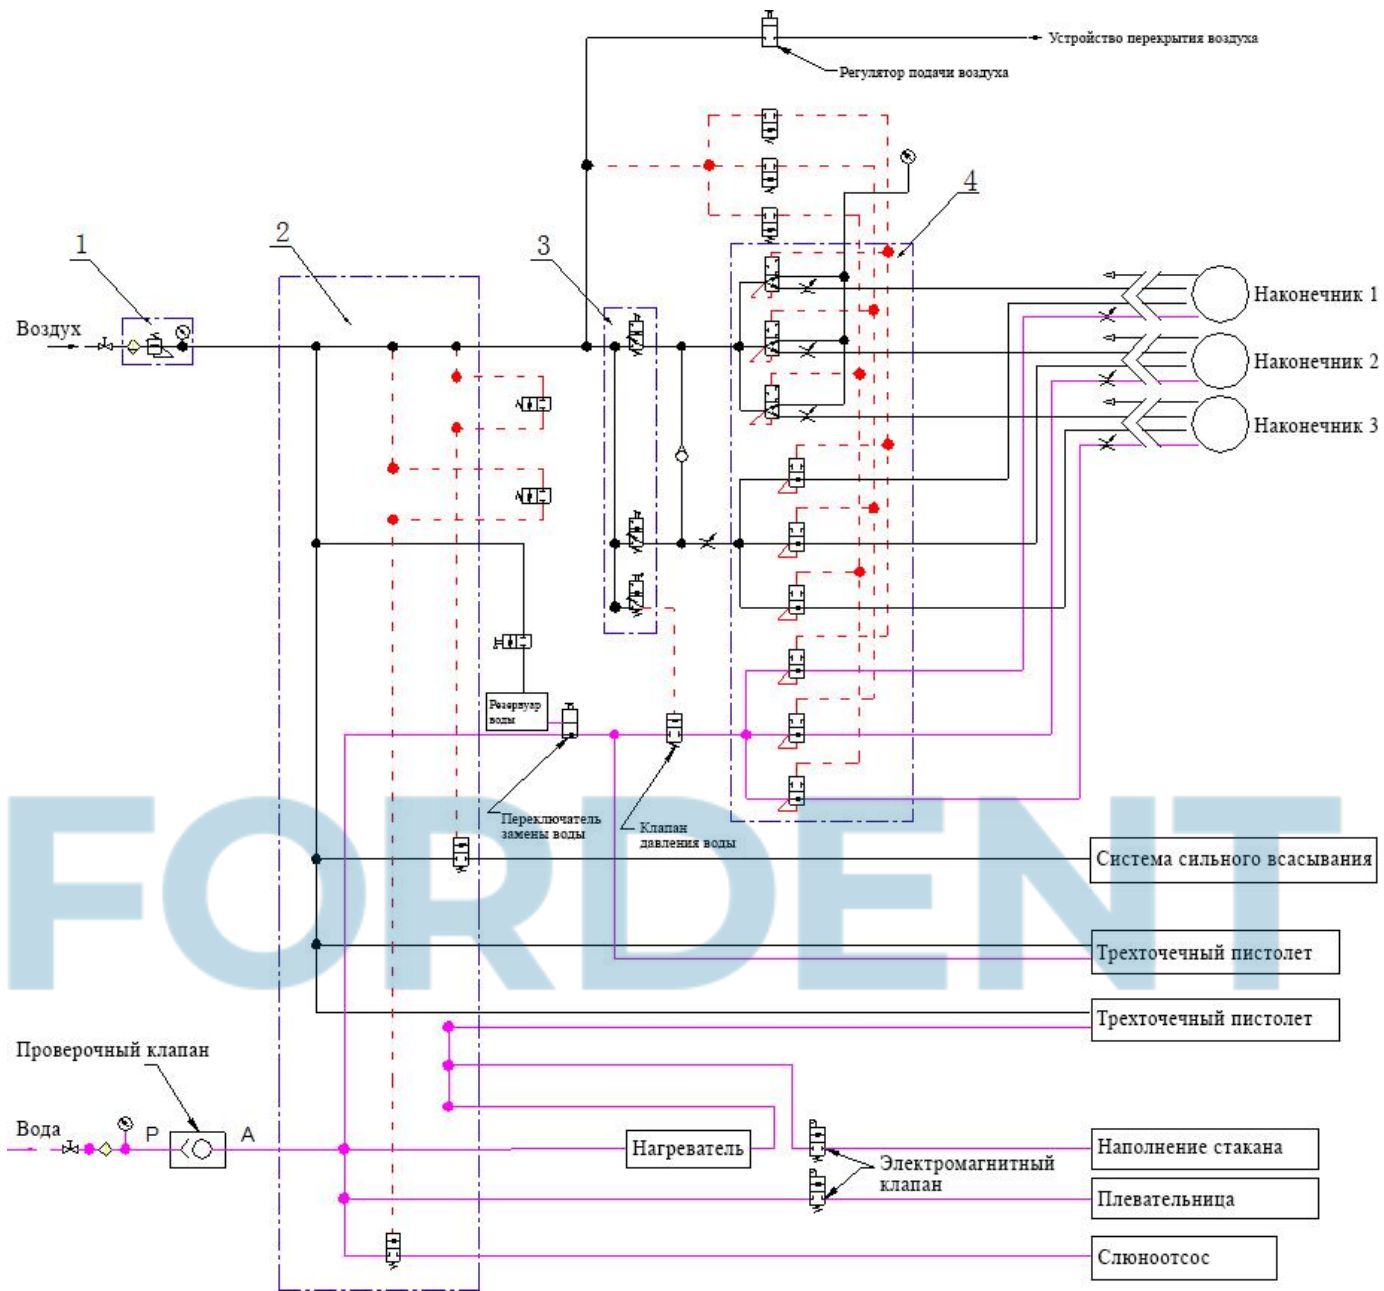 Устройство перекрытия воздуха
Регулятор подачи воздуха
4
1
2
3
Воздух
Наконечник 1
Наконечник 2
Наконечник 3
Резервуар
воды
Переключатель
замены воды
Клапан
давления воды
FORDENT
Система сильного всасывания
Трехточечный пистолет
Трехточечный пистолет
Проверочный клапан
Вода
P
A
Нагреватель
Электромагнитный
клапан
Наполнение стакана
Плевательница
Слюноотсос